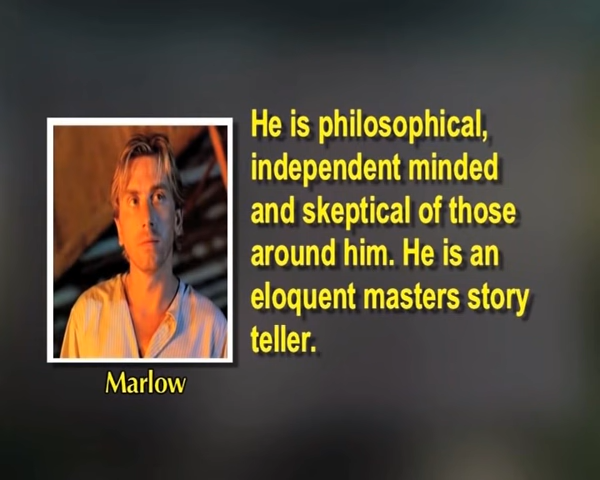 He is philosophical,
independent minded
and skeptical of those
around him. He is an
eloquent masters story
teller.
Marlow